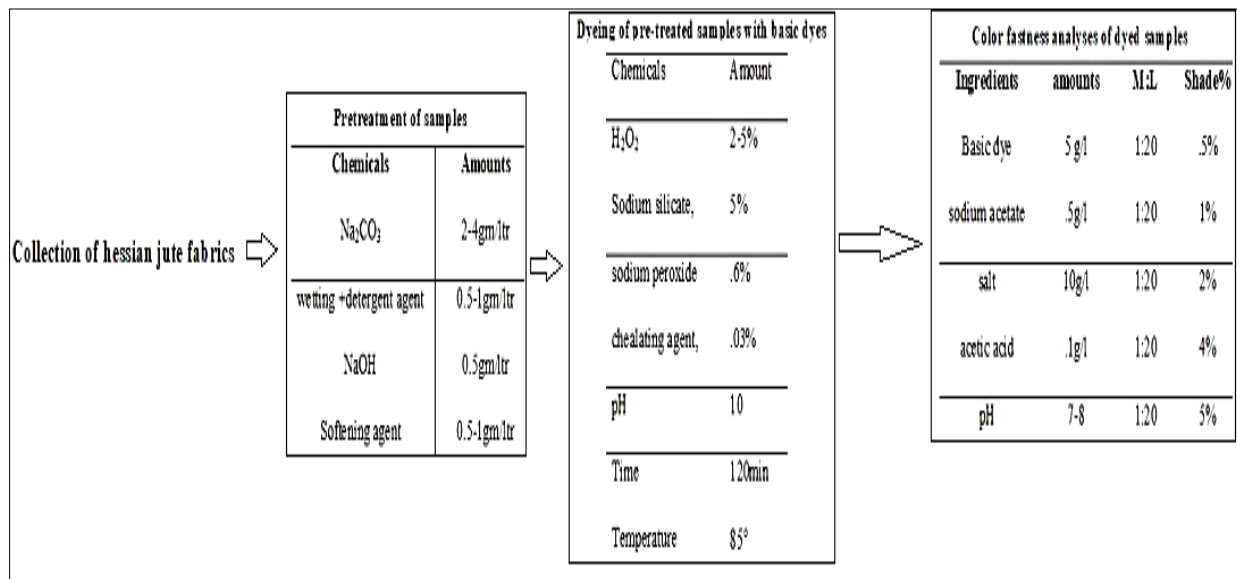 Collection of hessian jute fabrics
Pretreatment of samples
Chemicals Amounts
Na₂CO₃ 2-4gm/ltr
wetting +detergent agent 0.5-1gm/ltr
NaOH 0.5gm/ltr
Softening agent 0.5-1gm/ltr
Dyeing of pre-treated samples with basic dyes
Chemicals Amount
H₂O₂ 2-5%
Sodium silicate, 5%
sodium peroxide .6%
chealating agent, .03%
pH 10
Time 120min
Temperature 85°
Color fastness analyses of dyed samples
Ingredients amounts M:L Shade%
Basic dye 5 g/l 1:20 .5%
sodium acetate .5g/l 1:20 1%
salt 10g/l 1:20 2%
acetic acid .1g/l 1:20 4%
pH 7-8 1:20 5%